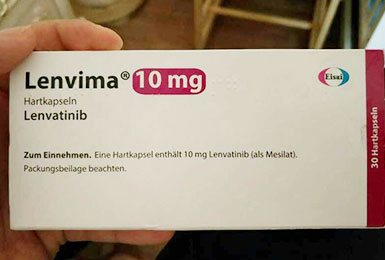 Lenvima® 10 mg
Hartkapseln
Lenvatinib
Eisai
Zum Einnehmen. Eine Hartkapsel enthält 10 mg Lenvatinib (als Mesilat).
Packungsbeilage beachten.
30 Hartkapseln